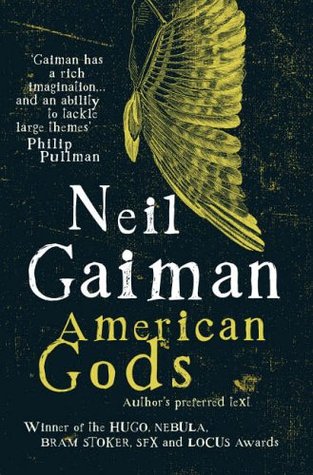 'Gaiman has
a rich
imagination...
and an ability
to tackle
large themes'
Philip
Pullman
Neil
Gaiman
American
Gods
Author's preferred text
Winner of the HUGO, NEBULA,
BRAM STOKER, SFX and LOCUS Awards